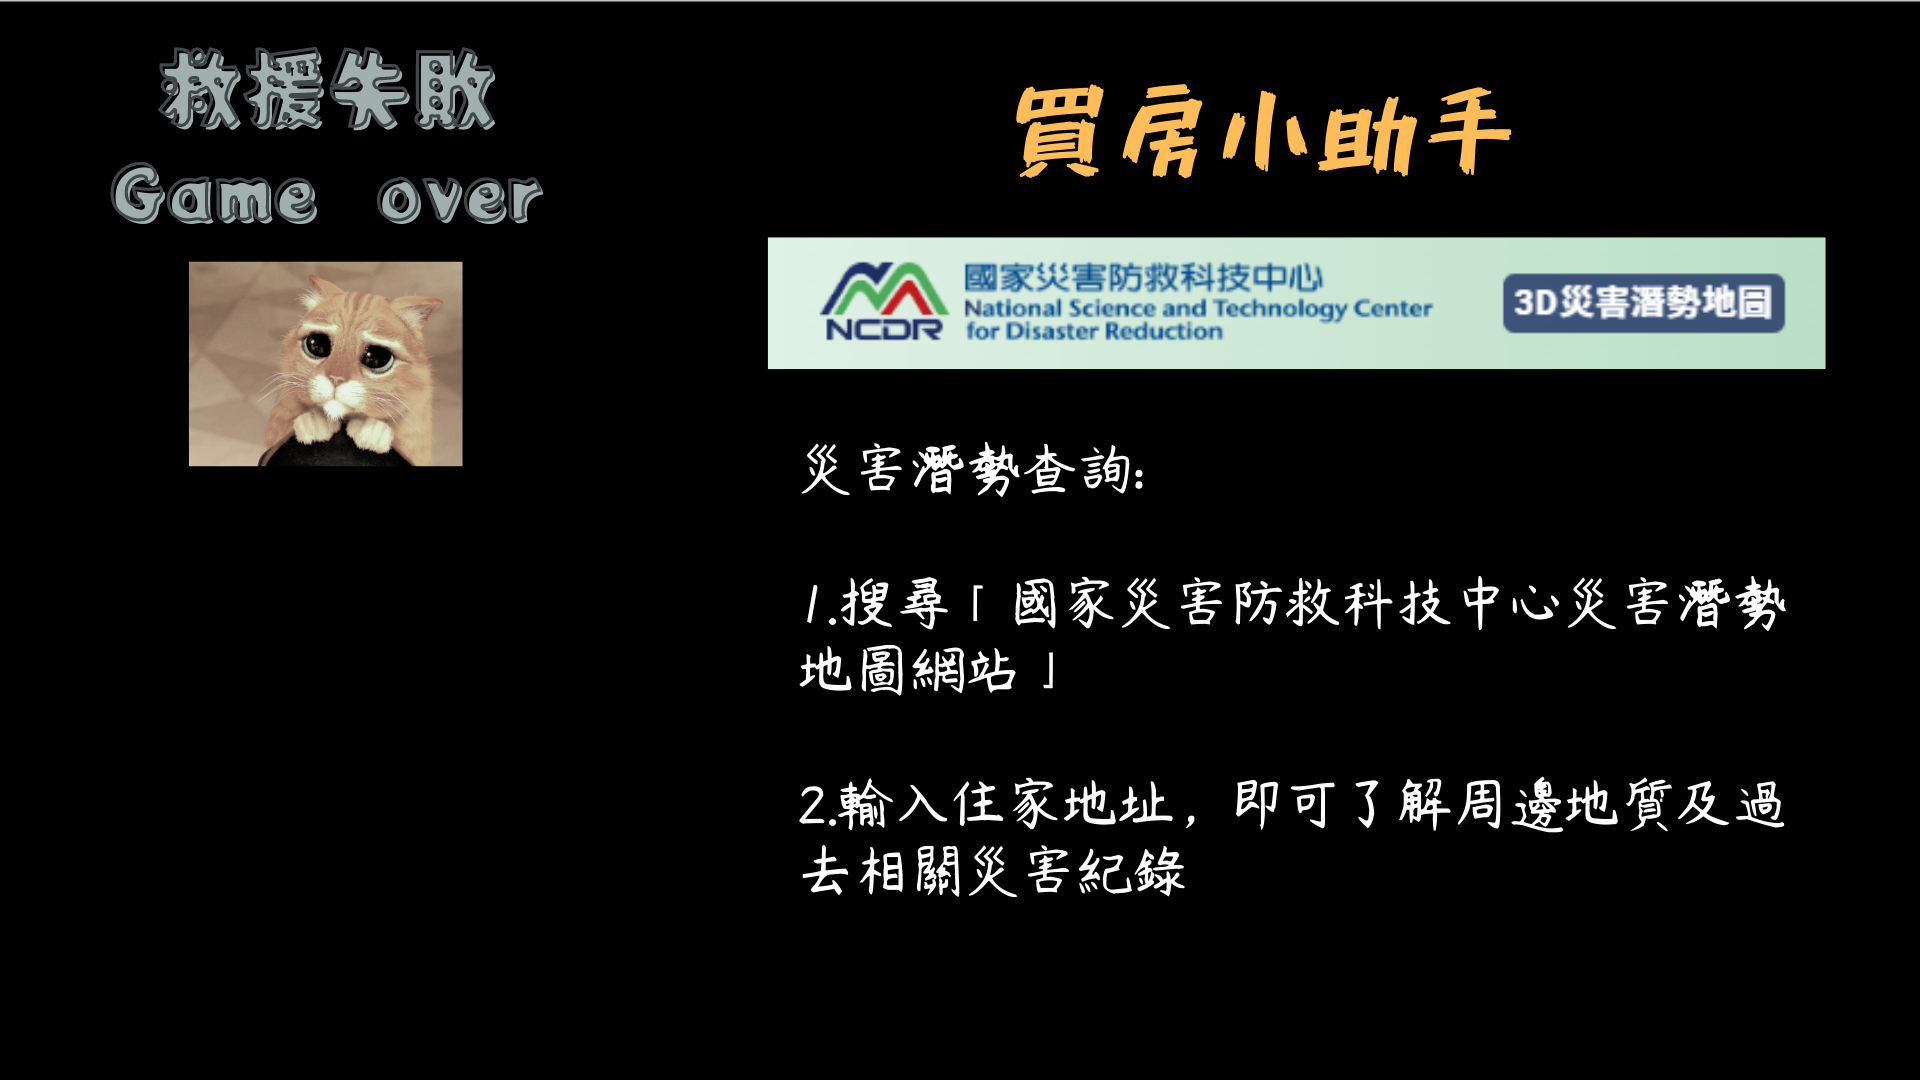 救援失敗
Game over
買房小助手
NCDR
國家災害防救科技中心
National Science and Technology Center
for Disaster Reduction
3D災害潛勢地圖
災害潛勢查詢:
1.搜尋「國家災害防救科技中心災害潛勢
地圖網站」
2.輸入住家地址，即可了解周邊地質及過
去相關災害紀錄